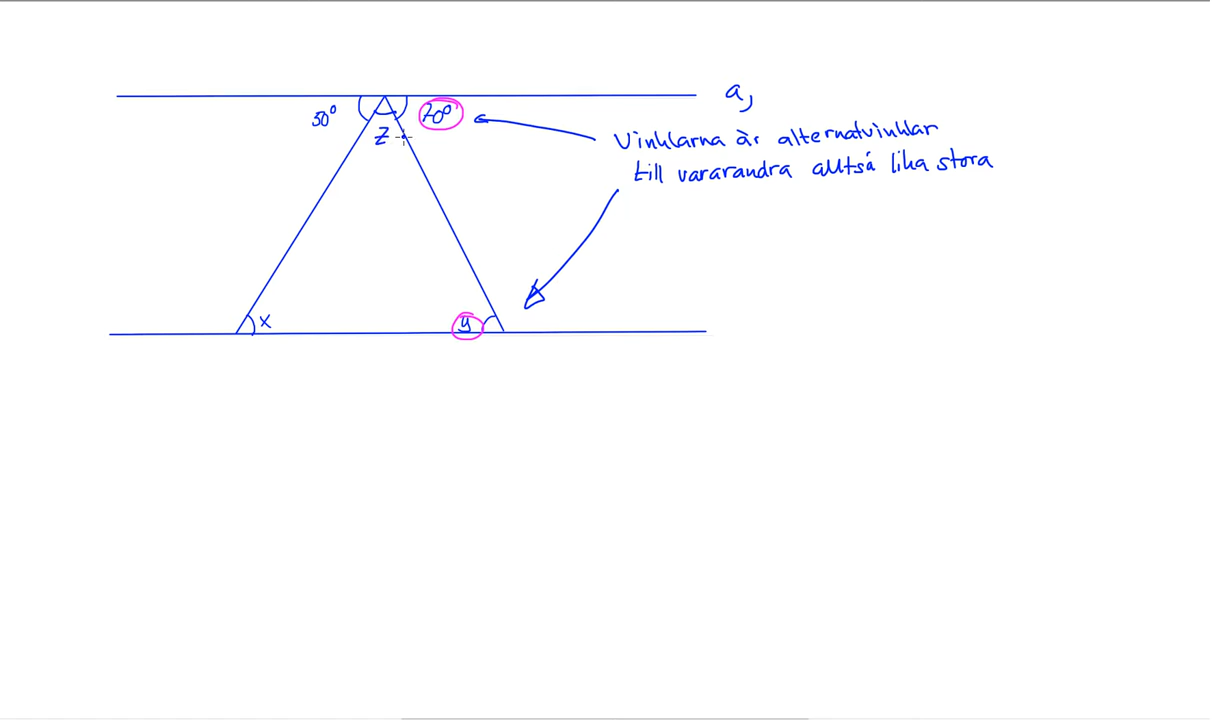 a,
50° 70°
z
Vinklarna är alternatvinklar
till vararandra alltså lika stora
x
y